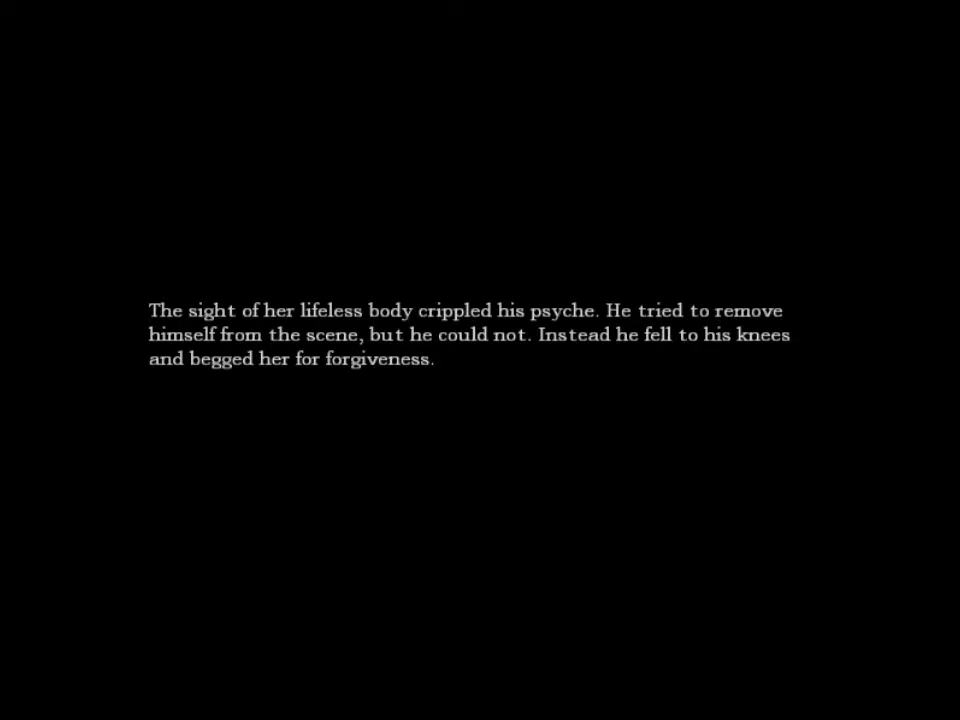 The sight of her lifeless body crippled his psyche. He tried to remove
himself from the scene, but he could not. Instead he fell to his knees
and begged her for forgiveness.